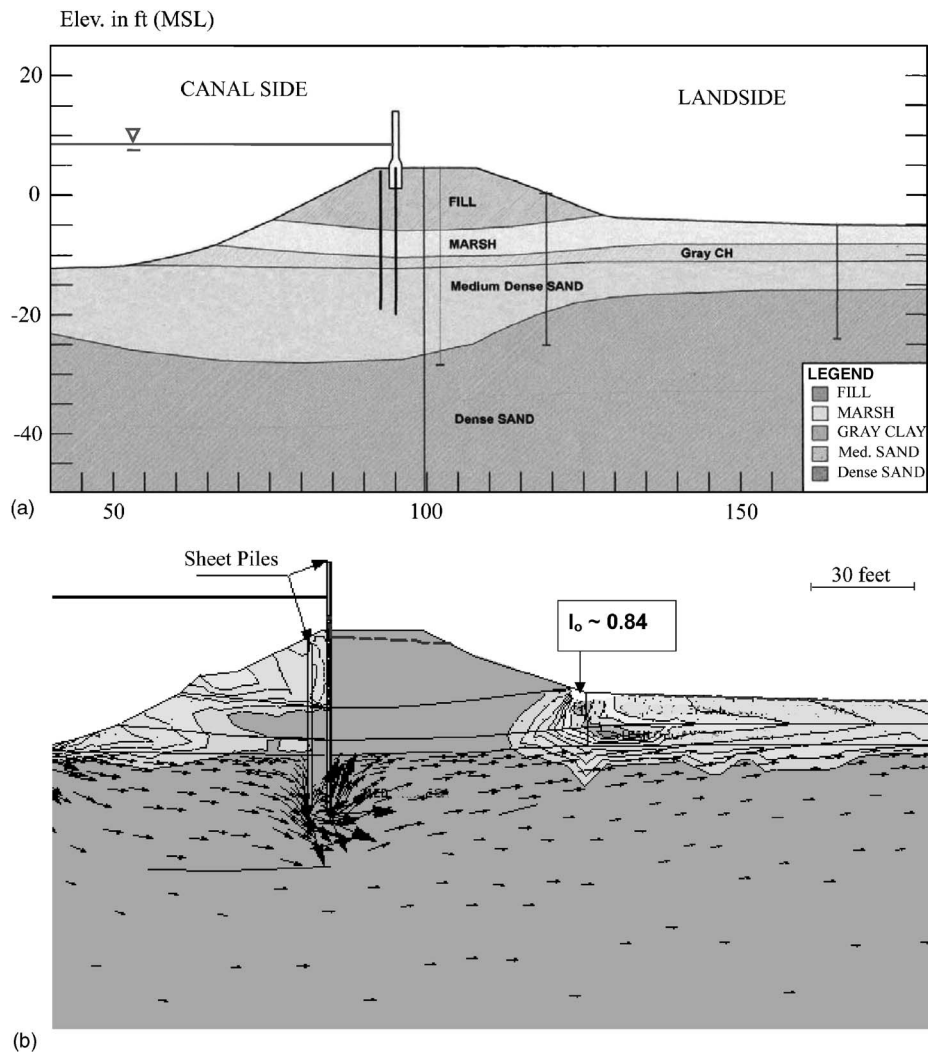 Elev. in ft (MSL)
20
CANAL SIDE
LANDSIDE
0
FILL
MARSH
Gray CH
Medium Dense SAND
-20
LEGEND
FILL
MARSH
GRAY CLAY
Med. SAND
Dense SAND
Dense SAND
-40
(a)
50
100
150
Sheet Piles
30 feet
I₀ ~ 0.84
MED
(b)